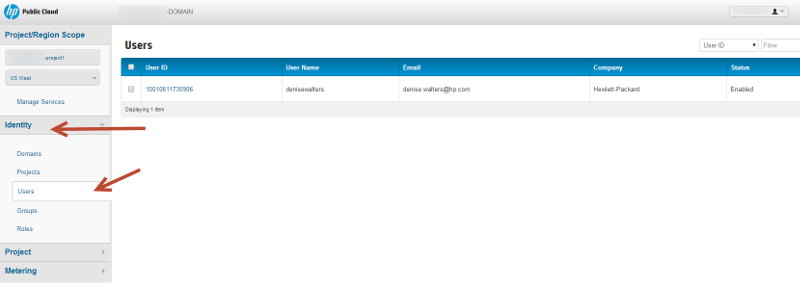 hp Public Cloud
-DOMAIN
Project/Region Scope
-project1
US West
Manage Services
Identity
Domains
Projects
Users
Groups
Roles
Project
Metering
Users
User ID Filter
User ID User Name Email Company Status
10010611730906 denisewalters denise.walters@hp.com Hewlett-Packard Enabled
Displaying 1 item